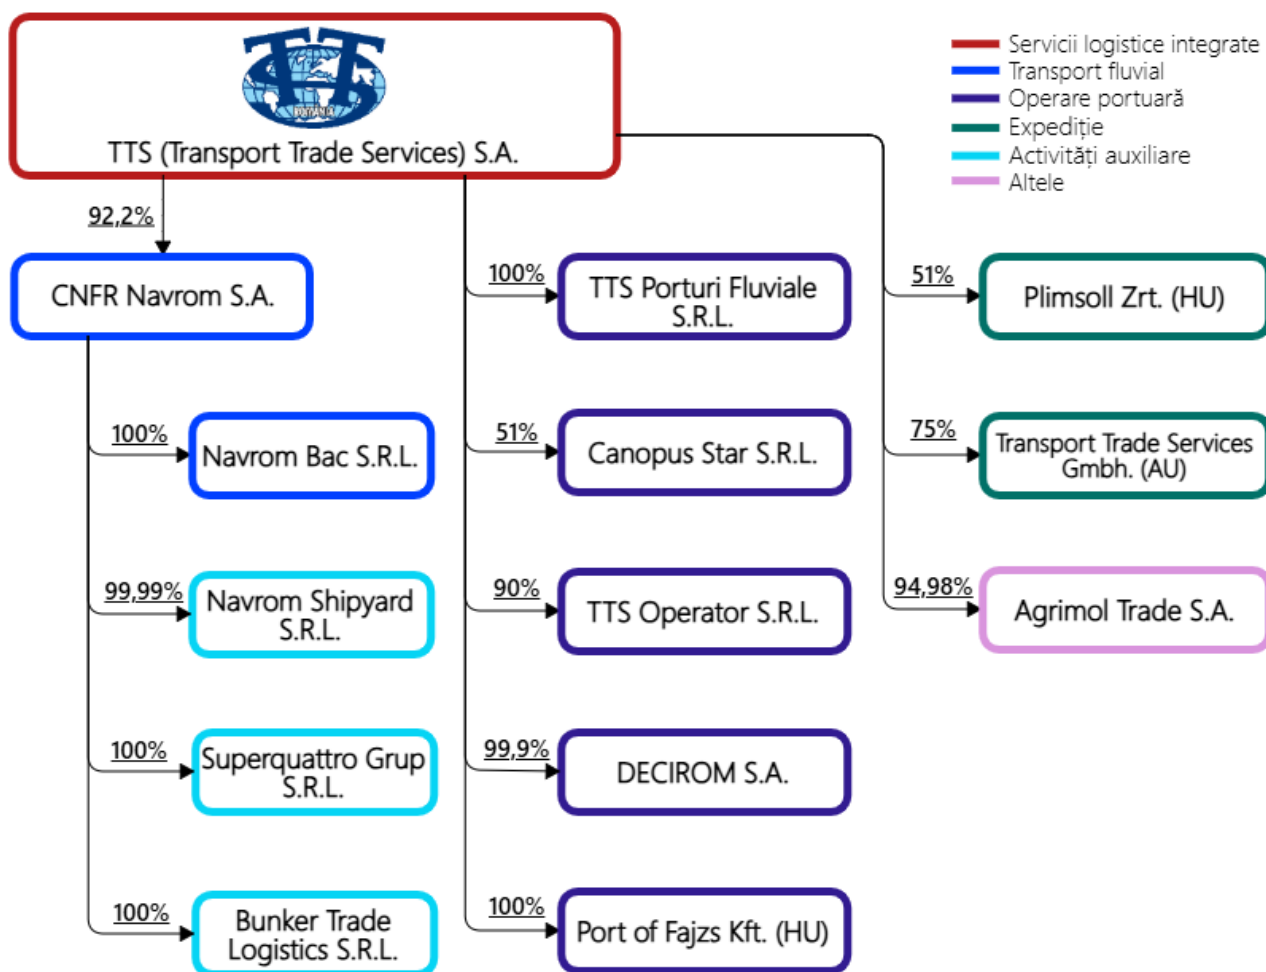 TTS
ROMANIA
TTS (Transport Trade Services) S.A.
Servicii logistice integrate
Transport fluvial
Operare portuară
Expediție
Activități auxiliare
Altele
92,2%
CNFR Navrom S.A.
100%
Navrom Bac S.R.L.
99,99%
Navrom Shipyard
S.R.L.
100%
Superquattro Grup
S.R.L.
100%
Bunker Trade
Logistics S.R.L.
100%
TTS Porturi Fluviale
S.R.L.
51%
Canopus Star S.R.L.
90%
TTS Operator S.R.L.
99,9%
DECIROM S.A.
100%
Port of Fajzs Kft. (HU)
51%
Plimsoll Zrt. (HU)
75%
Transport Trade Services
Gmbh. (AU)
94,98%
Agrimol Trade S.A.